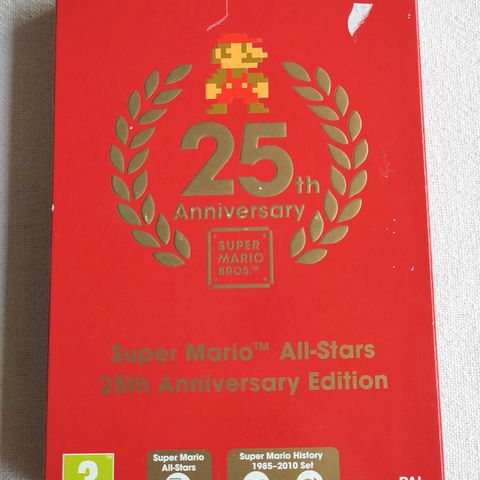 25th
Anniversary
SUPER
MARIO
BROS.™
Super Mario™ All-Stars
25th Anniversary Edition
Super Mario
All-Stars
Super Mario History
1985-2010 Set
3